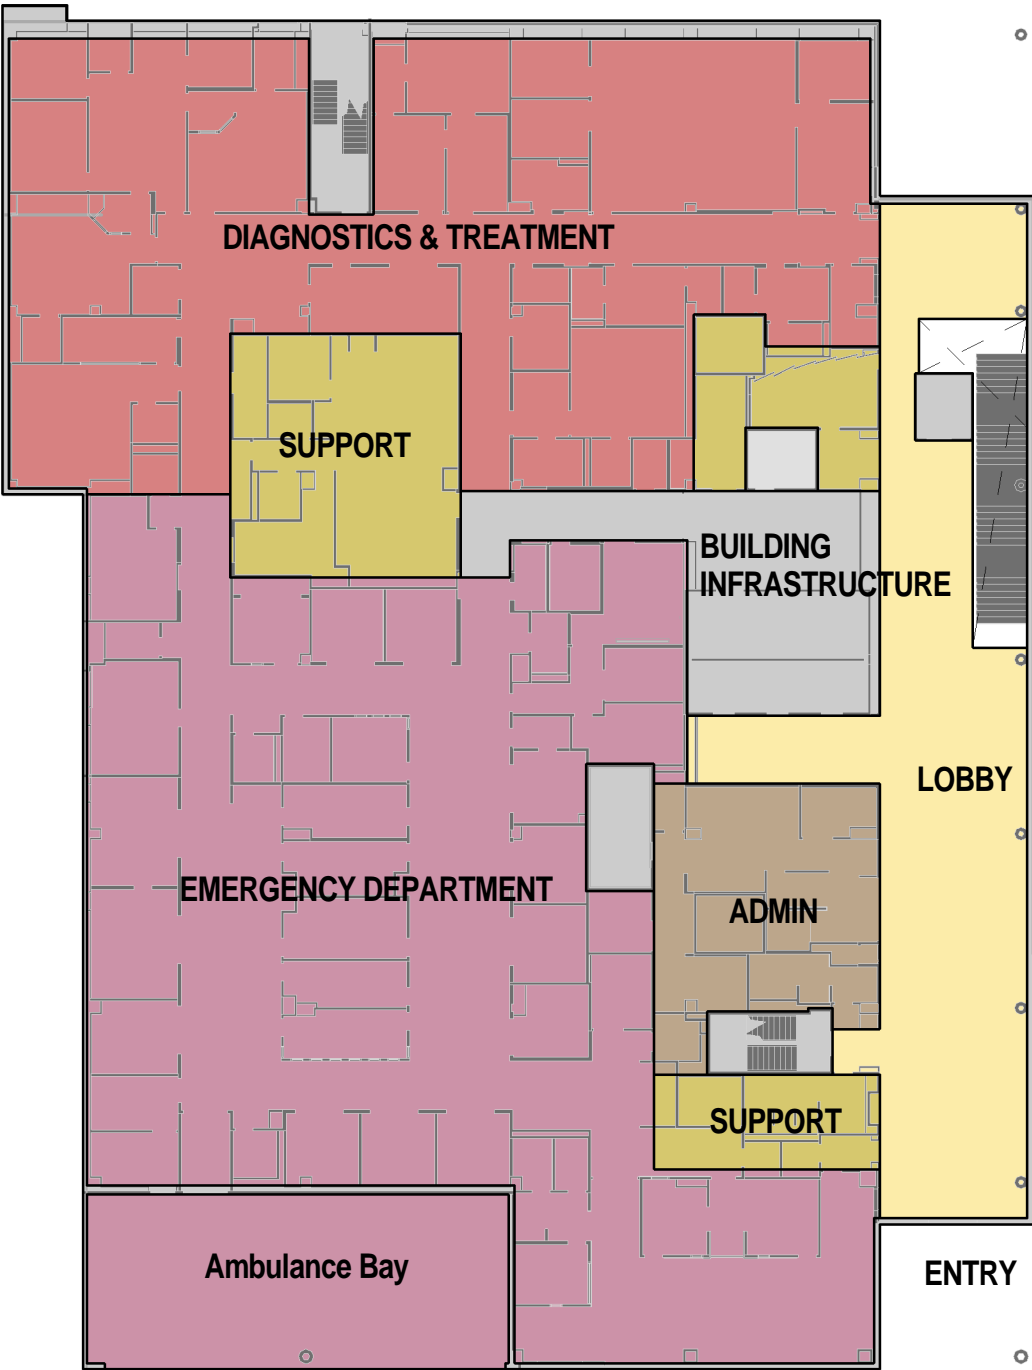 DIAGNOSTICS & TREATMENT
SUPPORT
BUILDING
INFRASTRUCTURE
LOBBY
EMERGENCY DEPARTMENT
ADMIN
SUPPORT
Ambulance Bay
ENTRY